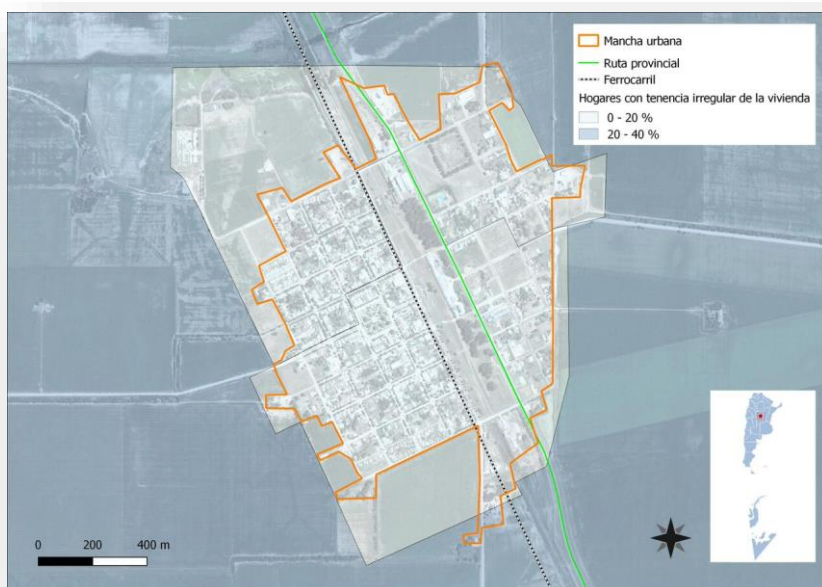 Mancha urbana
Ruta provincial
Ferrocarril
Hogares con tenencia irregular de la vivienda
0 - 20 %
20 - 40 %
0 200 400 m